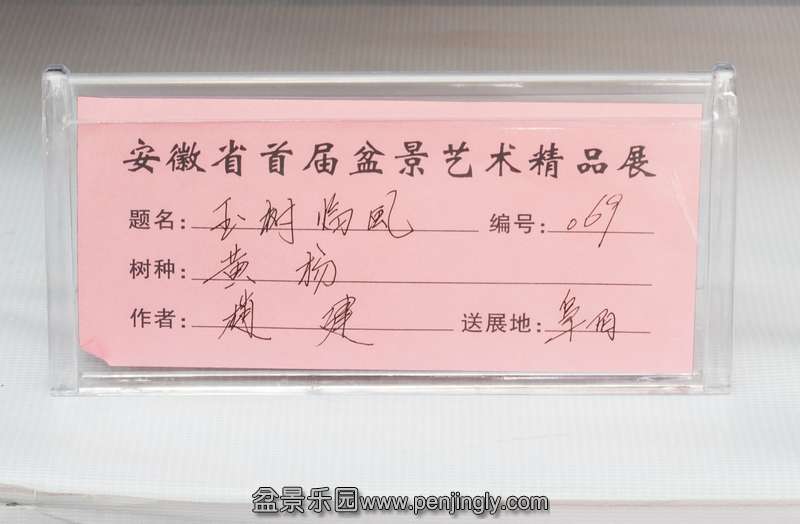 安徽省首届盆景艺术精品展
题名：玉树临风 编号：069
树种：黄杨
作者：赵建 送展地：阜阳
盆景乐园www.penjingly.com